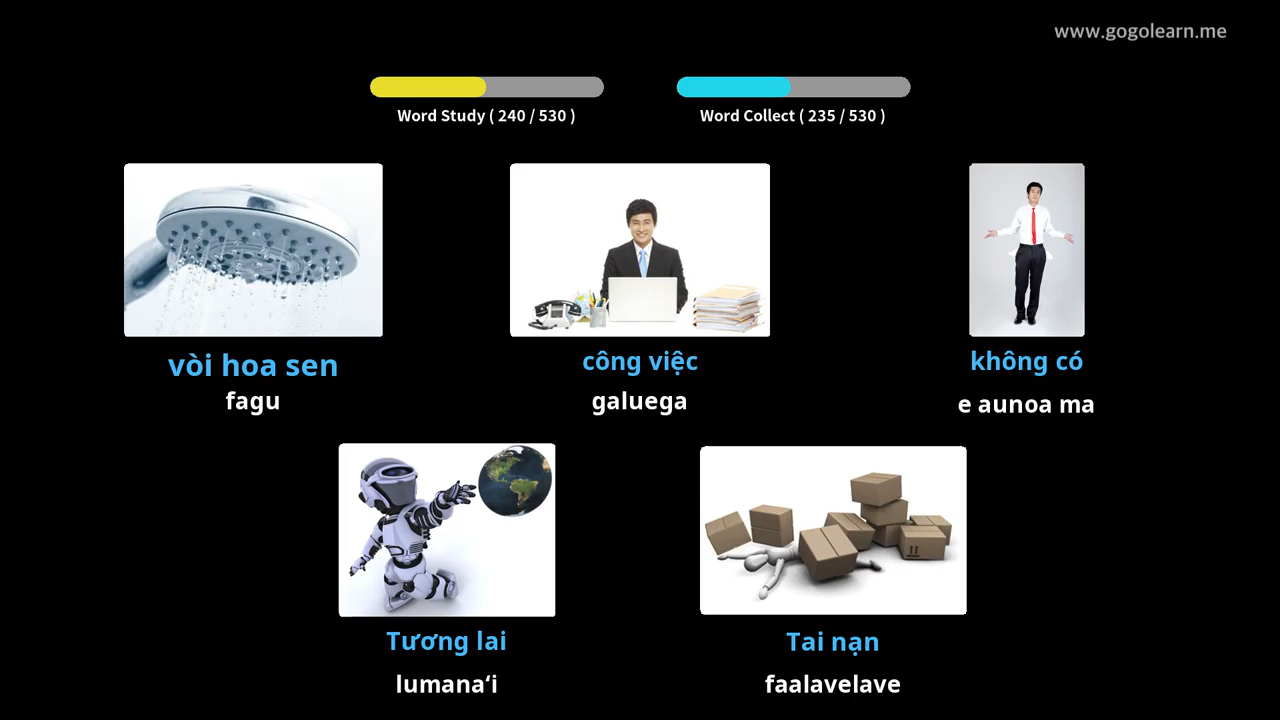 www.gogolearn.me
Word Study ( 240 / 530 )
Word Collect ( 235 / 530 )
vòi hoa sen
fagu
công việc
galuega
không có
e aunoa ma
Tương lai
lumanaʻi
Tai nạn
faalavelave